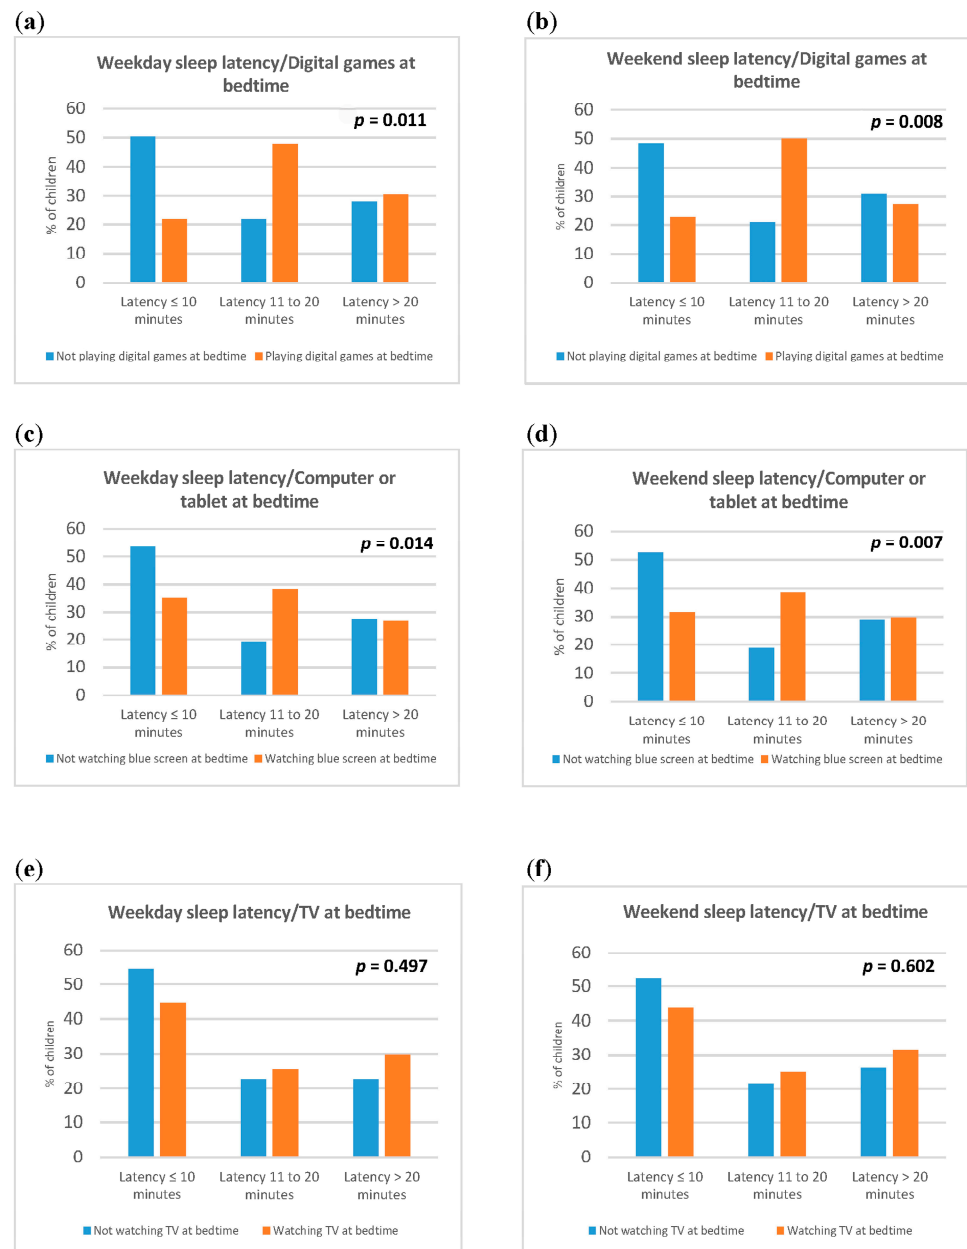 (a)
Weekday sleep latency/Digital games at
bedtime
p = 0.011
% of children
60
50
40
30
20
10
0
Latency ≤ 10
minutes
Latency 11 to 20
minutes
Latency > 20
minutes
Not playing digital games at bedtime
Playing digital games at bedtime
(b)
Weekend sleep latency/Digital games at
bedtime
p = 0.008
% of children
60
50
40
30
20
10
0
Latency ≤ 10
minutes
Latency 11 to 20
minutes
Latency > 20
minutes
Not playing digital games at bedtime
Playing digital games at bedtime
(c)
Weekday sleep latency/Computer or
tablet at bedtime
p = 0.014
% of children
60
50
40
30
20
10
0
Latency ≤ 10
minutes
Latency 11 to 20
minutes
Latency > 20
minutes
Not watching blue screen at bedtime
Watching blue screen at bedtime
(d)
Weekend sleep latency/Computer or
tablet at bedtime
p = 0.007
% of children
60
50
40
30
20
10
0
Latency ≤ 10
minutes
Latency 11 to 20
minutes
Latency > 20
minutes
Not watching blue screen at bedtime
Watching blue screen at bedtime
(e)
Weekday sleep latency/TV at bedtime
p = 0.497
% of children
60
50
40
30
20
10
0
Latency ≤ 10
minutes
Latency 11 to 20
minutes
Latency > 20
minutes
Not watching TV at bedtime
Watching TV at bedtime
(f)
Weekend sleep latency/TV at bedtime
p = 0.602
% of children
60
50
40
30
20
10
0
Latency ≤ 10
minutes
Latency 11 to 20
minutes
Latency > 20
minutes
Not watching TV at bedtime
Watching TV at bedtime